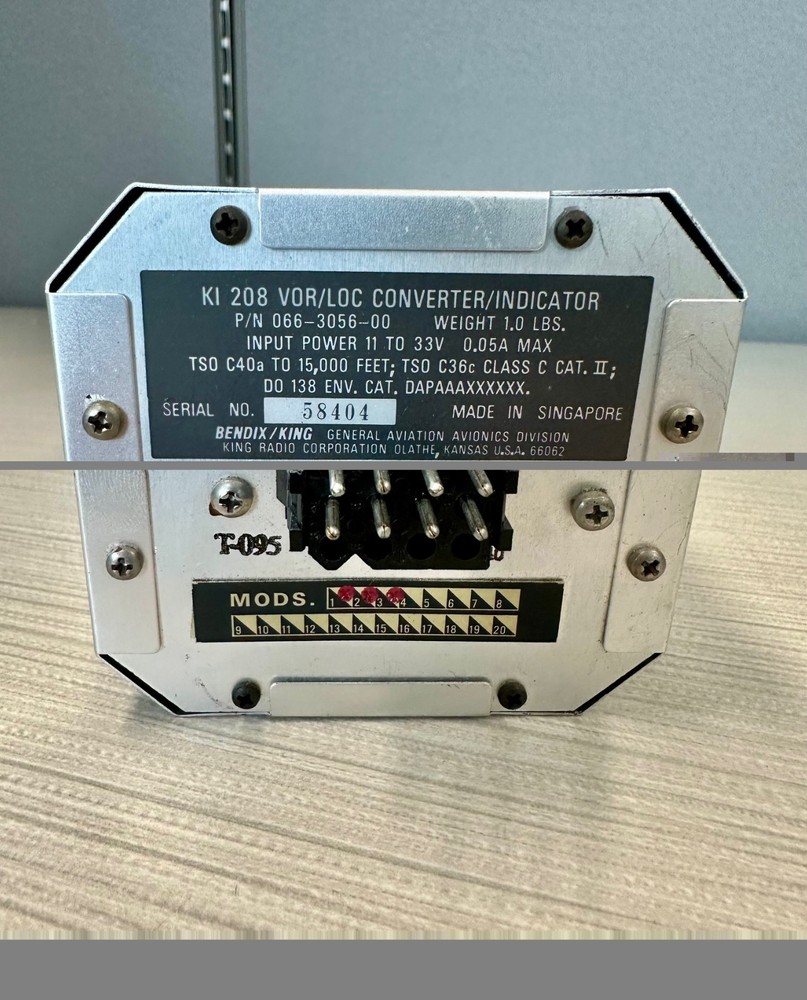 KI 208 VOR/LOC CONVERTER/INDICATOR
P/N 066-3056-00 WEIGHT 1.0 LBS.
INPUT POWER 11 TO 33V 0.05A MAX
TSO C40a TO 15,000 FEET; TSO C36c CLASS C CAT. II;
DO 138 ENV. CAT. DAPAAAXXXXXX.
SERIAL NO. 58404 MADE IN SINGAPORE
BENDIX/KING GENERAL AVIATION AVIONICS DIVISION
KING RADIO CORPORATION OLATHE, KANSAS U.S.A. 66062
T-095
MODS. 1 2 3 4 5 6 7 8
9 10 11 12 13 14 15 16 17 18 19 20